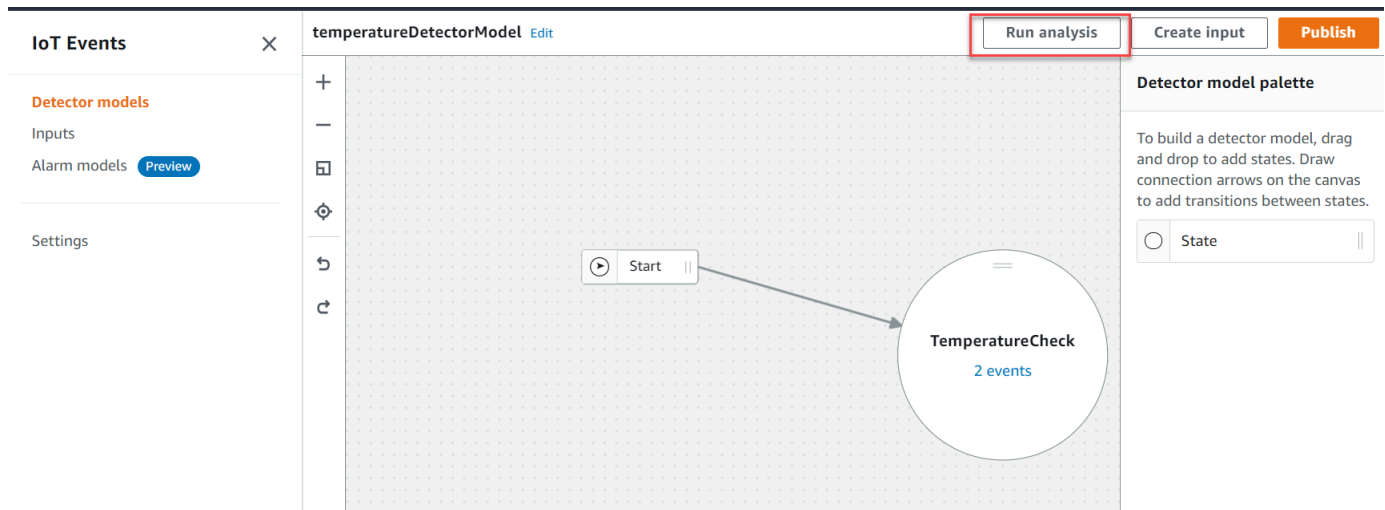 IoT Events
temperatureDetectorModel Edit
Run analysis
Create input
Publish
Detector models
Inputs
Alarm models Preview
Settings
Start
TemperatureCheck
2 events
Detector model palette
To build a detector model, drag
and drop to add states. Draw
connection arrows on the canvas
to add transitions between states.
State